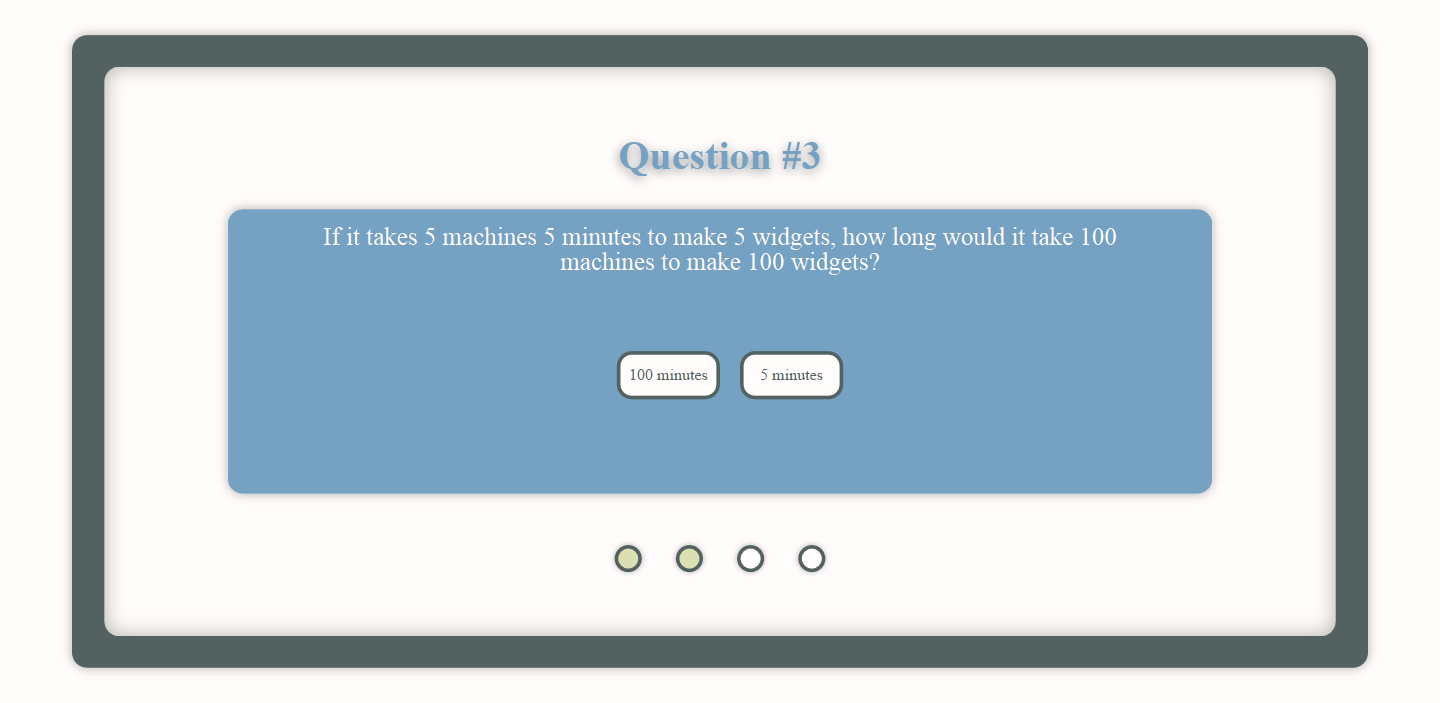 Question #3
If it takes 5 machines 5 minutes to make 5 widgets, how long would it take 100
machines to make 100 widgets?
100 minutes
5 minutes